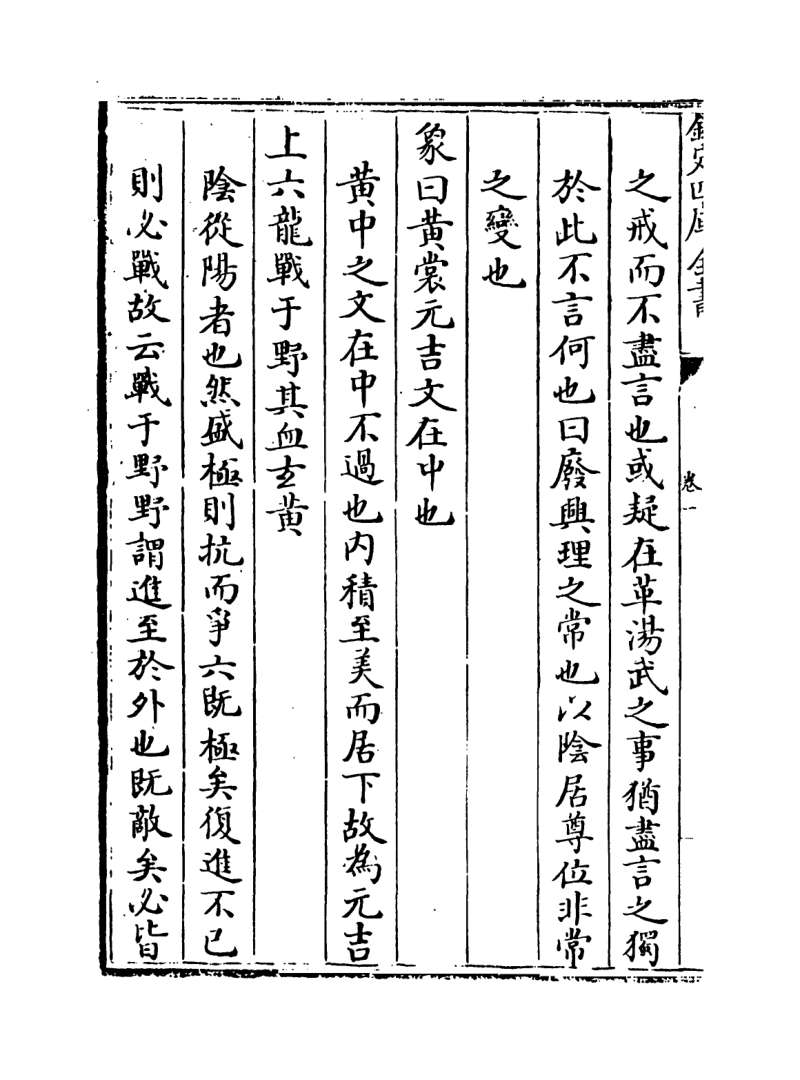 欽定四庫全書
卷一
之戒而不盡言也或疑在革湯武之事猶盡言之獨
於此不言何也曰廢興理之常也以陰居尊位非常
之變也
象曰黄裳元吉文在中也
黄中之文在中不過也内積至美而居下故為元吉
上六龍戰于野其血玄黄
陰從陽者也然盛極則抗而爭六既極矣復進不已
則必戰故云戰于野野謂進至於外也既敵矣必皆